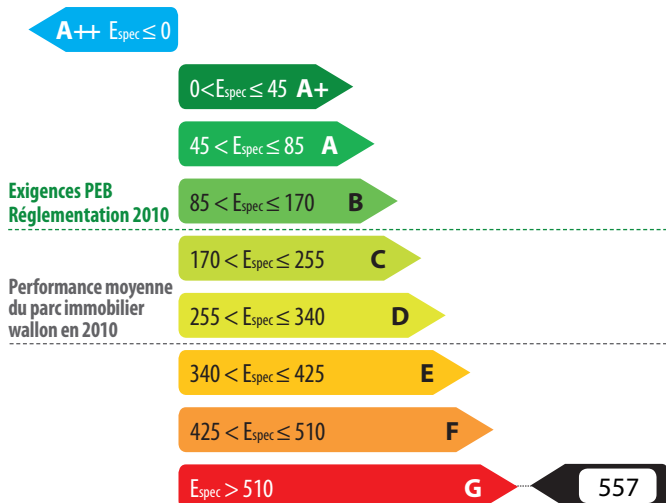 A++ Espec ≤ 0
0 < Espec ≤ 45 A+
45 < Espec ≤ 85 A
Exigences PEB
Réglementation 2010
85 < Espec ≤ 170 B
170 < Espec ≤ 255 C
Performance moyenne
du parc immobilier
wallon en 2010
255 < Espec ≤ 340 D
340 < Espec ≤ 425 E
425 < Espec ≤ 510 F
Espec > 510 G 557